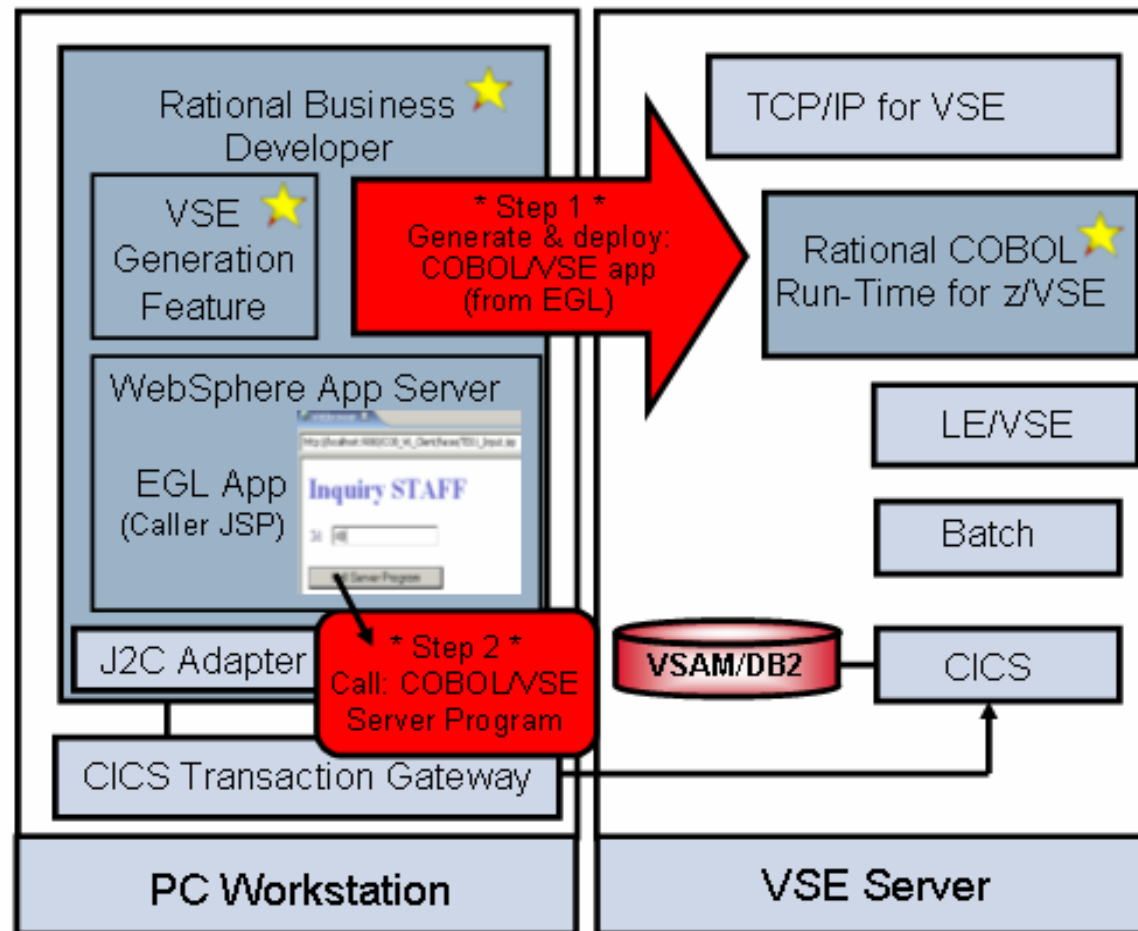 Rational Business
Developer
VSE
Generation
Feature
* Step 1 *
Generate & deploy:
COBOL/VSE app
(from EGL)
WebSphere App Server
EGL App
(Caller JSP)
Inquiry STAFF
Server Program
J2C Adapter
* Step 2 *
Call: COBOL/VSE
Server Program
CICS Transaction Gateway
PC Workstation
TCP/IP for VSE
Rational COBOL
Run-Time for z/VSE
LE/VSE
Batch
VSAM/DB2
CICS
VSE Server